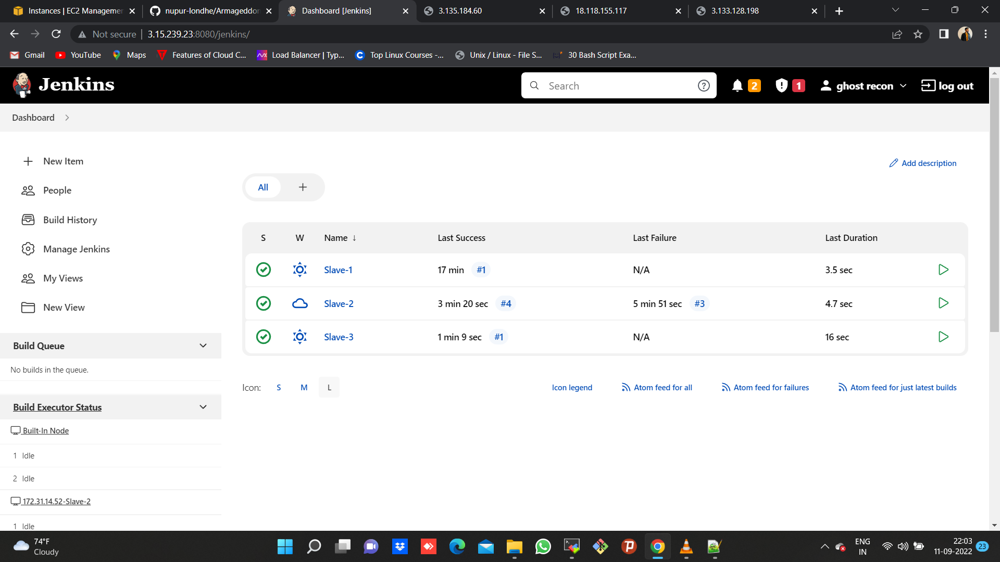 Instances | EC2 Managemen
nupur-londhe/Armageddon
Dashboard [Jenkins]
3.135.184.60
18.118.155.117
3.133.128.198
Not secure | 3.15.239.23:8080/jenkins/
Gmail
YouTube
Maps
Features of Cloud C...
Load Balancer | Typ...
Top Linux Courses -...
Unix / Linux - File S...
30 Bash Script Exa...
Jenkins
Search
2
1
ghost recon
log out
Dashboard
New Item
People
Build History
Manage Jenkins
My Views
New View
Build Queue
No builds in the queue.
Build Executor Status
Built-In Node
1 Idle
2 Idle
172.31.14.52-Slave-2
1 Idle
Add description
All
S W Name ↓ Last Success Last Failure Last Duration
Slave-1 17 min #1 N/A 3.5 sec
Slave-2 3 min 20 sec #4 5 min 51 sec #3 4.7 sec
Slave-3 1 min 9 sec #1 N/A 16 sec
Icon: S M L
Icon legend
Atom feed for all
Atom feed for failures
Atom feed for just latest builds
74°F
Cloudy
ENG
IN
22:03
11-09-2022
23